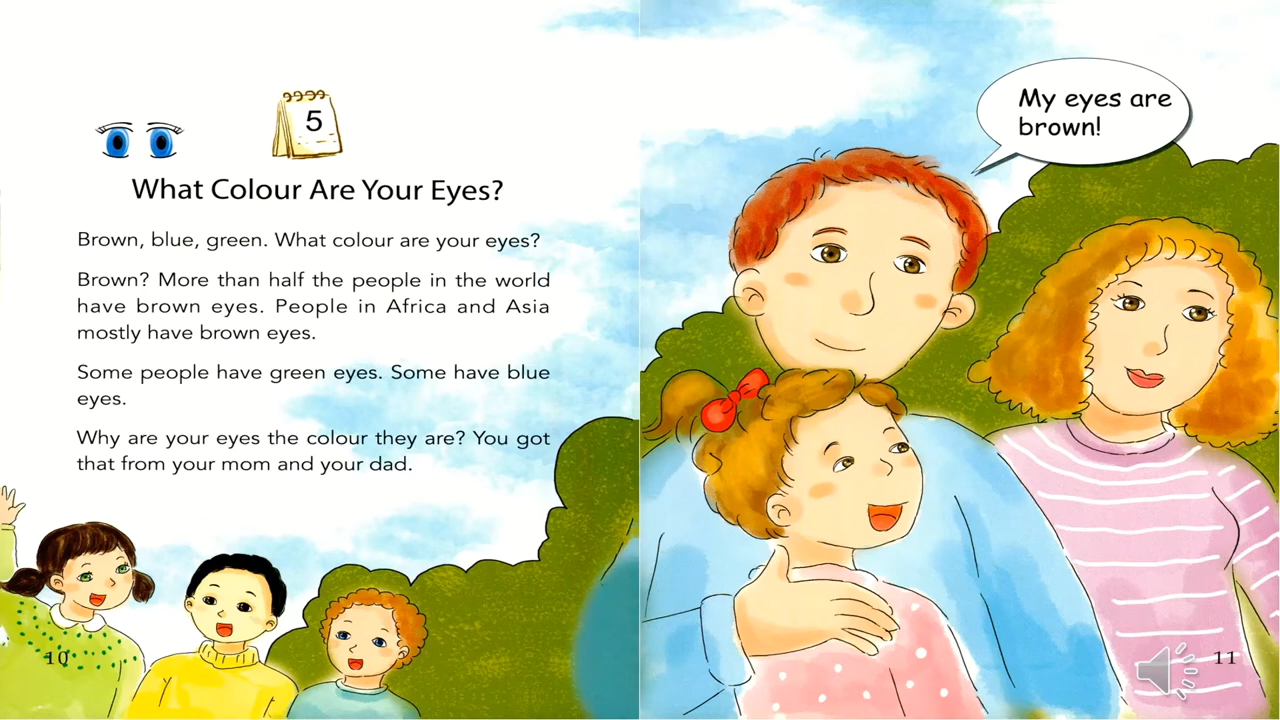 5
What Colour Are Your Eyes?
Brown, blue, green. What colour are your eyes?
Brown? More than half the people in the world
have brown eyes. People in Africa and Asia
mostly have brown eyes.
Some people have green eyes. Some have blue
eyes.
Why are your eyes the colour they are? You got
that from your mom and your dad.
10
My eyes are
brown!
11